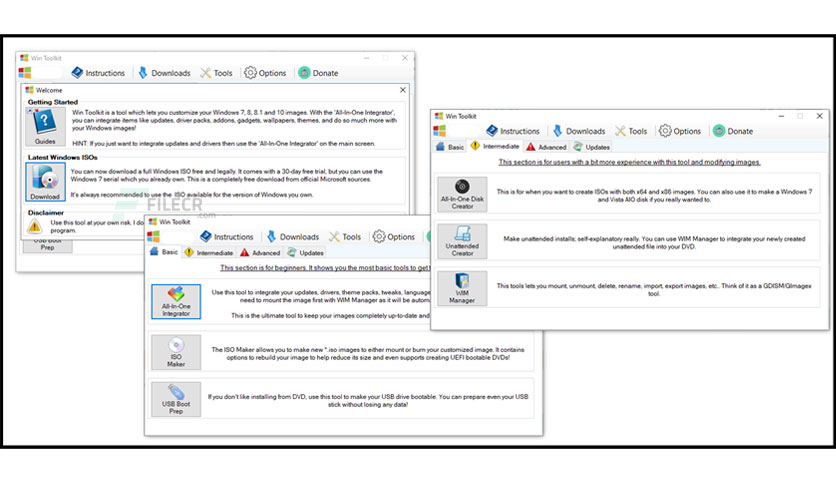 Win Toolkit
Instructions Downloads Tools Options Donate
Welcome
Getting Started
Guides
Win Toolkit is a tool which lets you customize your Windows 7, 8, 8.1 and 10 images. With the 'All-In-One Integrator',
you can integrate items like updates, driver packs, addons, gadgets, wallpapers, themes, and do so much more with
your Windows images!
HINT: If you just want to integrate updates and drivers then use the 'All-In-One Integrator' on the main screen.
Latest Windows ISOs
Download
You can now download a full Windows ISO free and legally. It comes with a 30-day free trial, but you can use the
Windows 7 serial which you already own. This is a completely free download from official Microsoft sources.
It's always recommended to use the ISO available for the version of Windows you own.
Disclaimer
Use this tool at your own risk. I do
program.
USB Boot
Prep
FILECR
.com
Win Toolkit
Instructions Downloads Tools Options
Basic Intermediate Advanced Updates
This section is for beginners. It shows you the most basic tools to get
All-In-One
Integrator
Use this tool to integrate your updates, drivers, theme packs, tweaks, languag
need to mount the image first with WIM Manager as it will be autom
This is the ultimate tool to keep your images completely up-to-date and
ISO
Maker
The ISO Maker allows you to make new *.iso images to either mount or burn your customized image. It contains
options to rebuild your image to help reduce its size and even supports creating UEFI bootable DVDs!
USB Boot
Prep
If you don't like installing from DVD, use this tool to make your USB drive bootable. You can prepare even your USB
stick without losing any data!
Win Toolkit
Instructions Downloads Tools Options Donate
Basic Intermediate Advanced Updates
This section is for users with a bit more experience with this tool and modifying images.
All-In-One Disk
Creator
This is for when you want to create ISOs with both x64 and x86 images. You can also use it to make a Windows 7
and Vista AIO disk if you really wanted to.
Unattended
Creator
Make unattended installs; self-explanatory really. You can use WIM Manager to integrate your newly created
unattended file into your DVD.
WIM
Manager
This tools lets you mount, unmount, delete, rename, import, export images, etc.. Think of it as a GDISM/GImagex
tool.